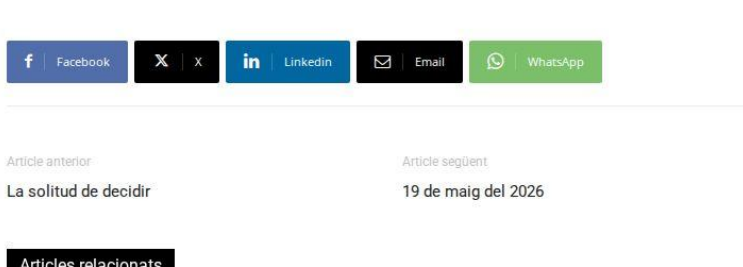 Facebook X Linkedin Email WhatsApp
Article anterior Article següent
La solitud de decidir 19 de maig del 2026
Articles relacionats